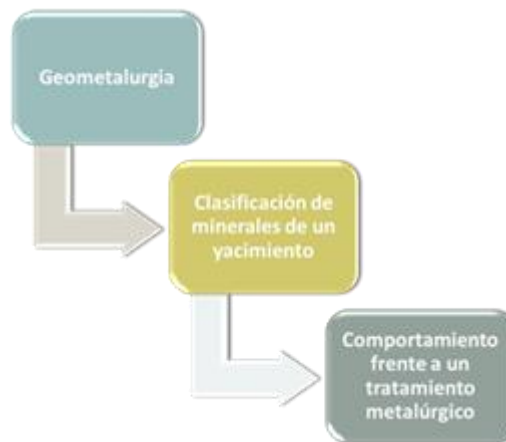 Geometalurgia
Clasificación de
minerales de un
yacimiento
Comportamiento
frente a un
tratamiento
metalúrgico